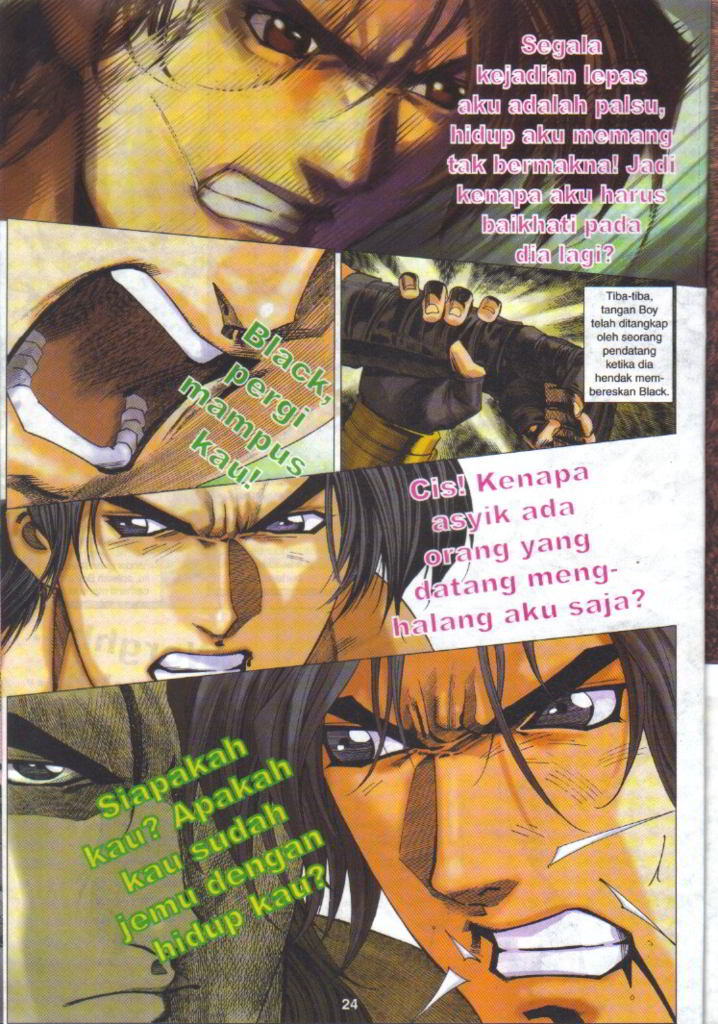 Segala
kejadian lepas
aku adalah palsu,
hidup aku memang
tak bermakna! Jadi
kenapa aku harus
baikhati pada
dia lagi?
Black,
pergi
mampus
kau!
Tiba-tiba,
tangan Boy
telah ditangkap
oleh seorang
pendatang
ketika dia
hendak mem-
bereskan Black.
Cis! Kenapa
asyik ada
orang yang
datang meng-
halang aku saja?
Siapakah
kau? Apakah
kau sudah
jemu dengan
hidup kau?
24